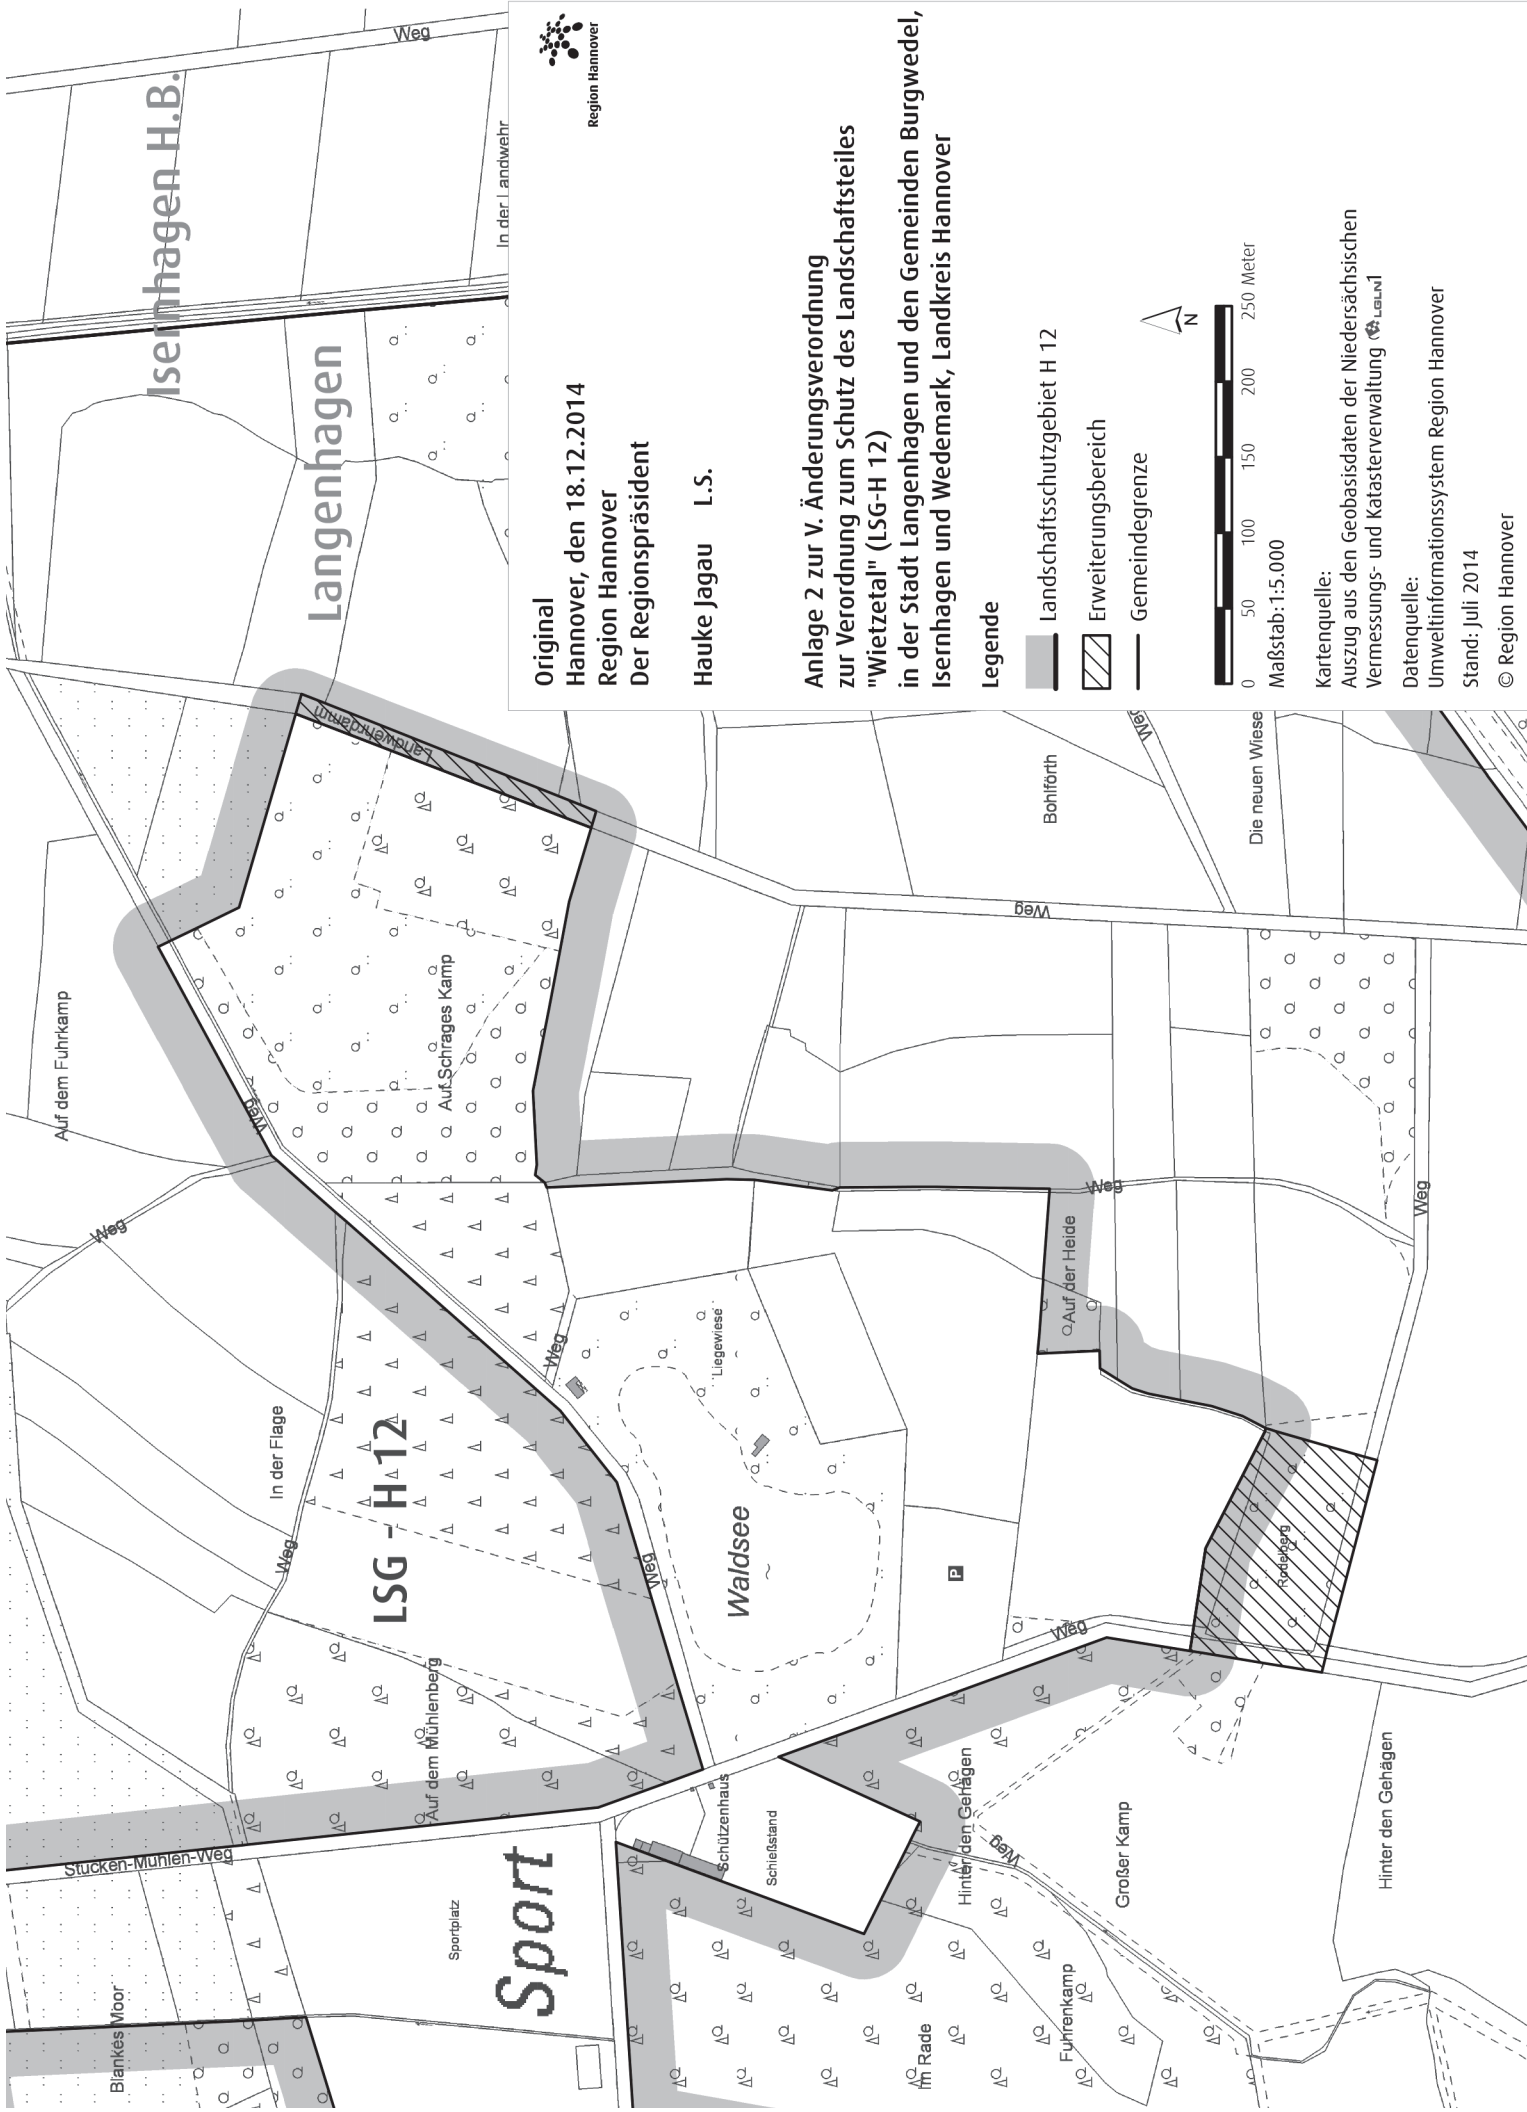 Isernhagen H.B.
Langenhagen
Weg
In der Landwehr
Landwehrdamm
Auf dem Fuhrkamp
Weg
Auf Schrages Kamp
Weg
In der Flage
Weg
LSG - H 12
Weg
Weg
Liegewiese
Waldsee
P
Auf dem Mühlenberg
Stucken-Mühlen-Weg
Blankes Moor
Sportplatz
Sport
Schützenhaus
Schießstand
Hinter den Gehägen
Weg
Großer Kamp
Hinter den Gehägen
Fuhrenkamp
Im Rade
Weg
Rodelberg
Auf der Heide
Weg
Weg
Weg
Bohlförth
Weg
Die neuen Wiese
Region Hannover
Original
Hannover, den 18.12.2014
Region Hannover
Der Regionspräsident
Hauke Jagau L.S.
Anlage 2 zur V. Änderungsverordnung
zur Verordnung zum Schutz des Landschaftsteiles
"Wietzetal" (LSG-H 12)
in der Stadt Langenhagen und den Gemeinden Burgwedel,
Isernhagen und Wedemark, Landkreis Hannover
Legende
Landschaftsschutzgebiet H 12
Erweiterungsbereich
Gemeindegrenze
N
0 50 100 150 200 250 Meter
Maßstab: 1:5.000
Kartenquelle:
Auszug aus den Geobasisdaten der Niedersächsischen
Vermessungs- und Katasterverwaltung LGLN
Datenquelle:
Umweltinformationssystem Region Hannover
Stand: Juli 2014
© Region Hannover